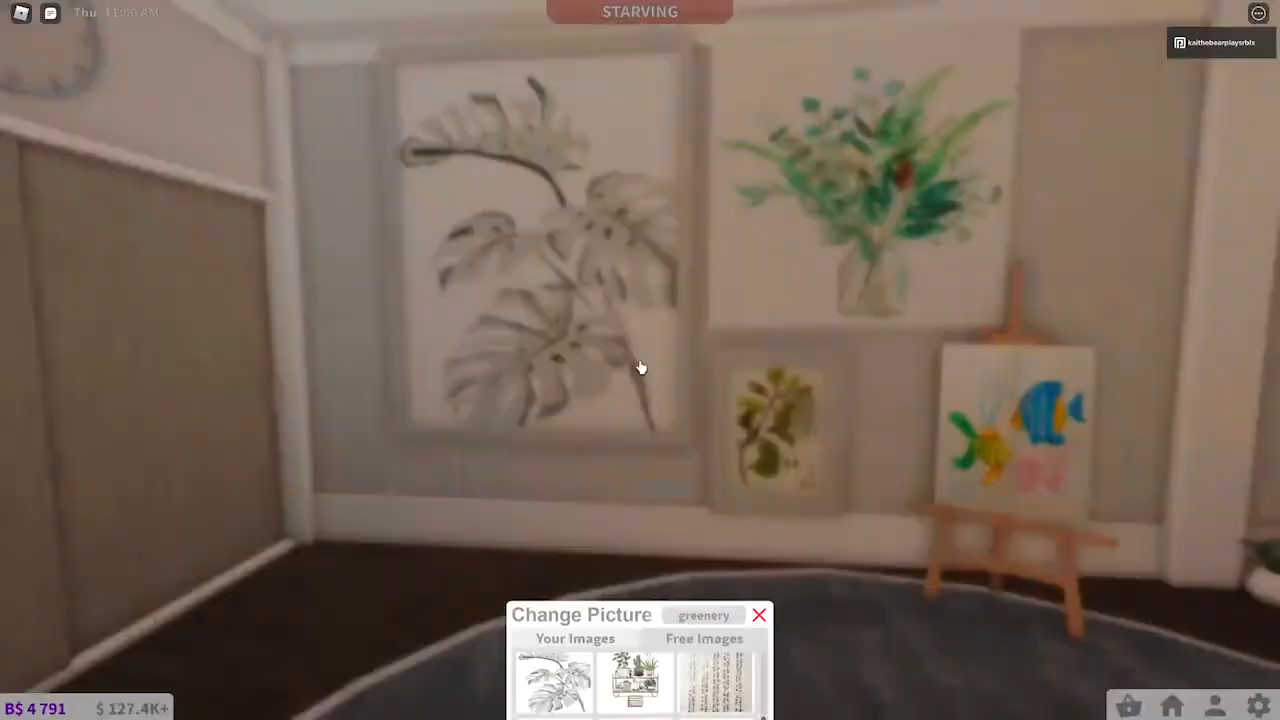 Thu 11:00 AM
STARVING
kaithebearplaysrblx
Change Picture
greenery
Your Images
Free Images
B$ 4 791
$ 127.4K+